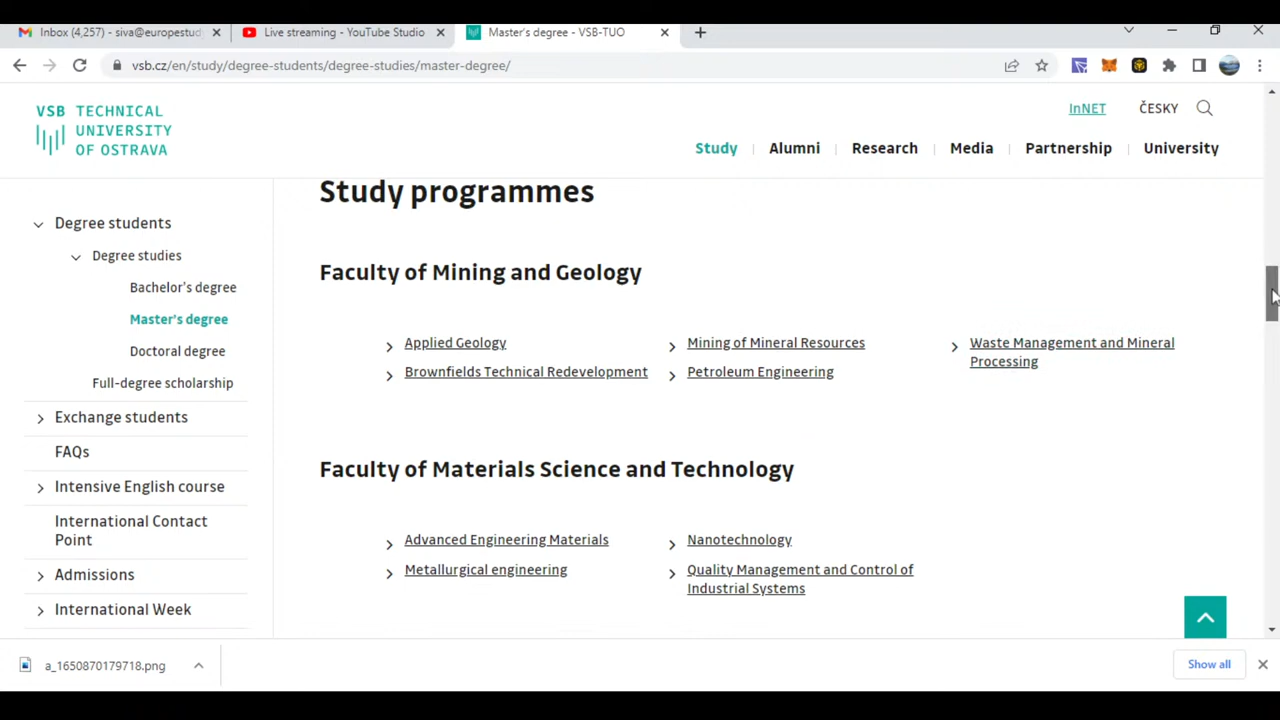 Inbox (4,257) - siva@europestud
Live streaming - YouTube Studio
Master's degree - VSB-TUO
vsb.cz/en/study/degree-students/degree-studies/master-degree/
VSB TECHNICAL
UNIVERSITY
OF OSTRAVA
InNET
ČESKY
Study
Alumni
Research
Media
Partnership
University
Degree students
Degree studies
Bachelor's degree
Master's degree
Doctoral degree
Full-degree scholarship
Exchange students
FAQs
Intensive English course
International Contact
Point
Admissions
International Week
Study programmes
Faculty of Mining and Geology
Applied Geology
Mining of Mineral Resources
Waste Management and Mineral
Processing
Brownfields Technical Redevelopment
Petroleum Engineering
Faculty of Materials Science and Technology
Advanced Engineering Materials
Nanotechnology
Metallurgical engineering
Quality Management and Control of
Industrial Systems
a_1650870179718.png
Show all